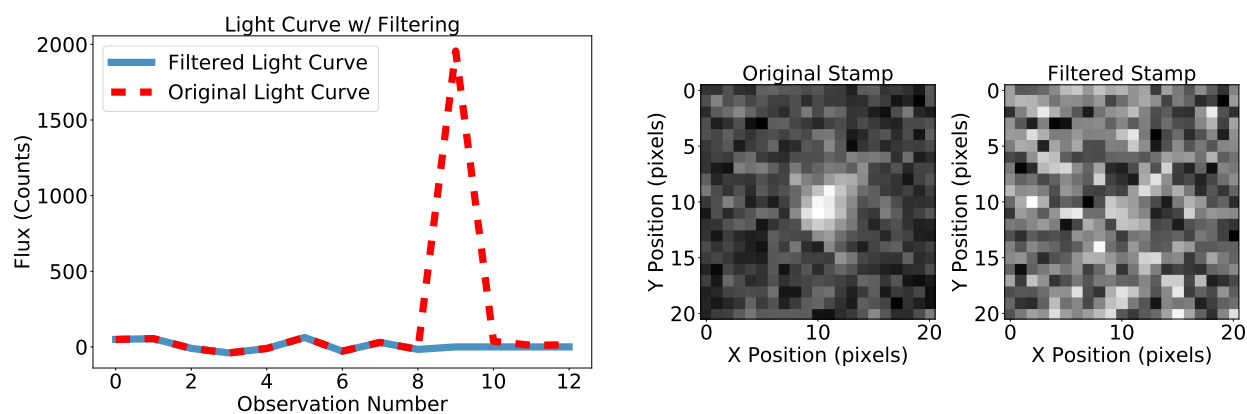 Light Curve w/ Filtering
Filtered Light Curve
Original Light Curve
Flux (Counts)
2000
1500
1000
500
0
0 2 4 6 8 10 12
Observation Number
Original Stamp
Y Position (pixels)
0
5
10
15
20
0 10 20
X Position (pixels)
Filtered Stamp
Y Position (pixels)
0
5
10
15
20
0 10 20
X Position (pixels)